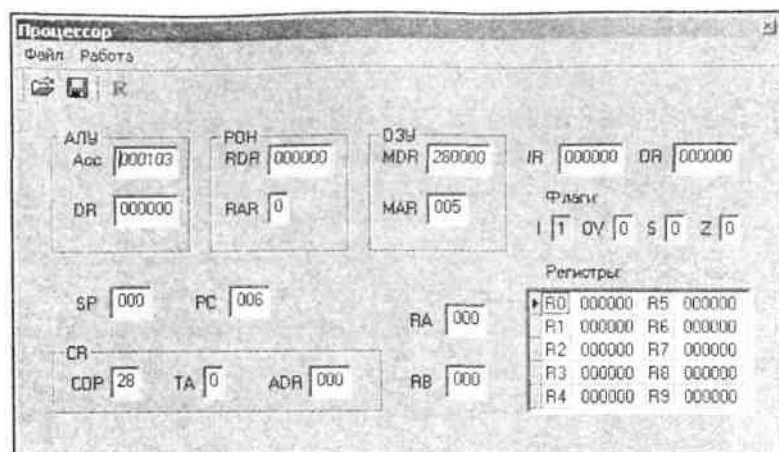 Процессор
Файл Работа
R
АЛУ
Acc 000103
DR 000000
РОН
RDR 000000
RAR 0
ОЗУ
MDR 280000
MAR 005
IR 000000 OR 000000
Флаги:
I 1 OV 0 S 0 Z 0
SP 000 PC 006
RA 000
RB 000
CR
COP 28 TA 0 ADR 000
Регистры:
R0 000000 R5 000000
R1 000000 R6 000000
R2 000000 R7 000000
R3 000000 R8 000000
R4 000000 R9 000000